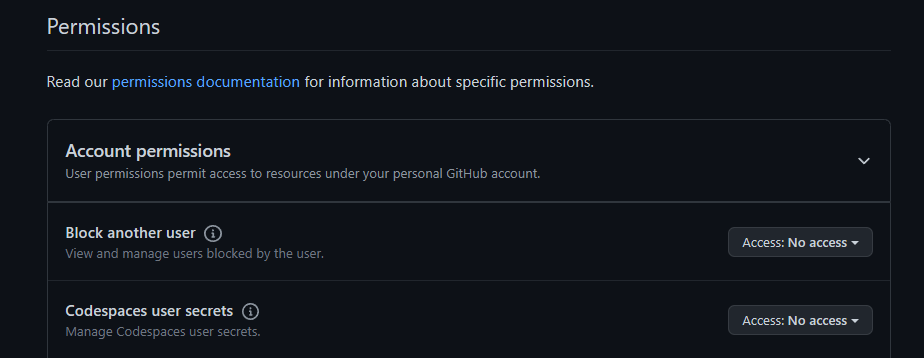 Permissions
Read our permissions documentation for information about specific permissions.
Account permissions
User permissions permit access to resources under your personal GitHub account.
Block another user
View and manage users blocked by the user.
Access: No access
Codespaces user secrets
Manage Codespaces user secrets.
Access: No access